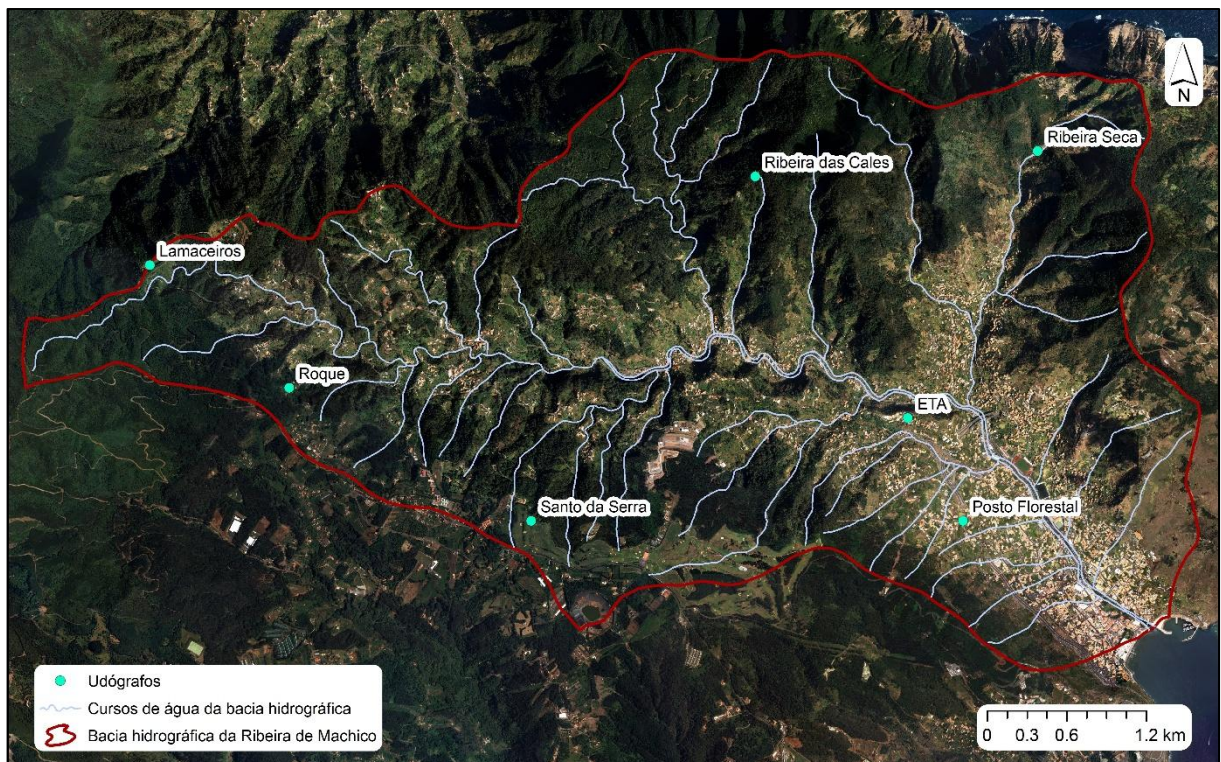 N
Ribeira Seca
Ribeira das Cales
Lamaceiros
Roque
ETA
Santo da Serra
Posto Florestal
Udógrafos
Cursos de água da bacia hidrográfica
Bacia hidrográfica da Ribeira de Machico
0 0.3 0.6 1.2 km